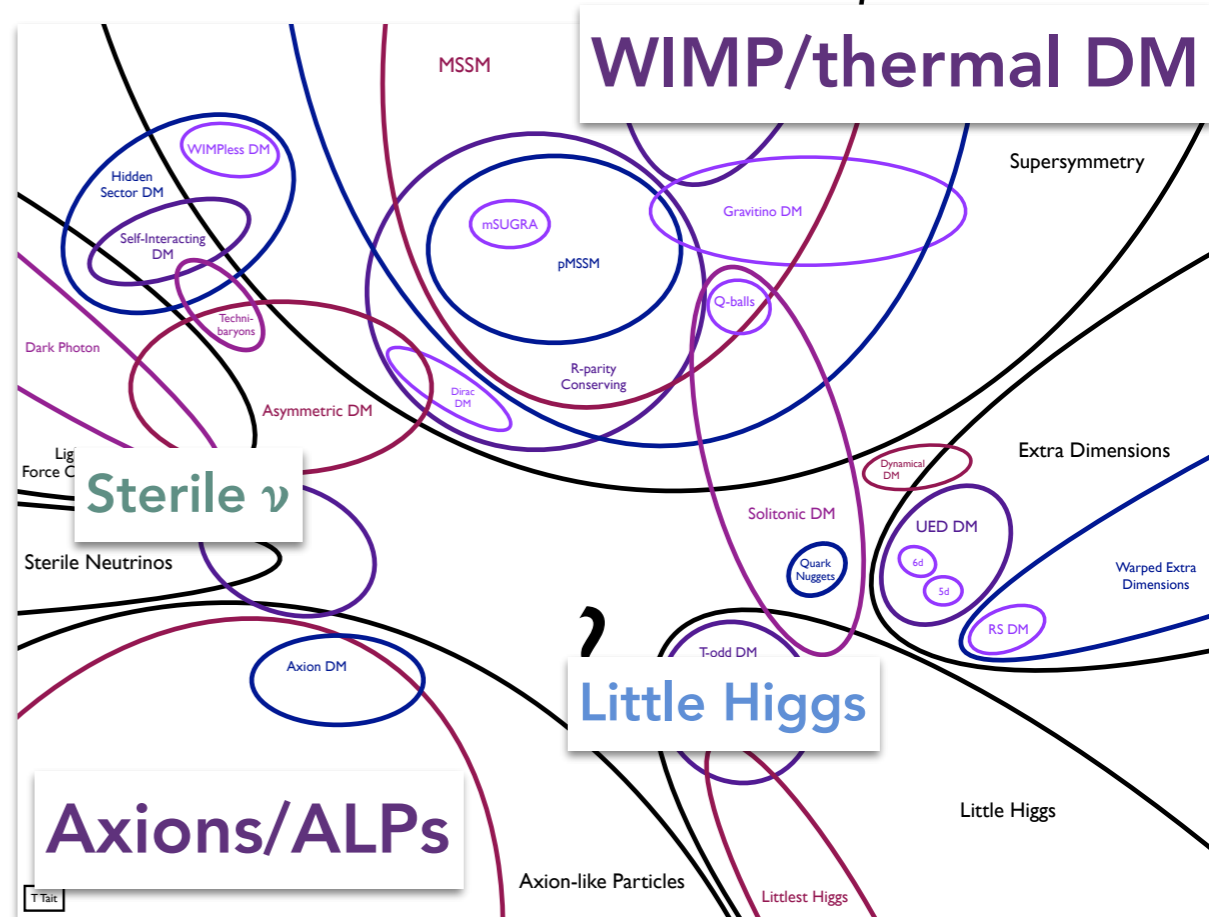 WIMP/thermal DM
MSSM
Supersymmetry
WIMPless DM
Hidden
Sector DM
Self-Interacting
DM
mSUGRA
Gravitino DM
pMSSM
Techni-
baryons
Q-balls
Dark Photon
R-parity
Conserving
Dirac
DM
Asymmetric DM
Extra Dimensions
Dynamical
DM
Force
Sterile ν
Solitonic DM
UED DM
Sterile Neutrinos
6d
5d
Quark
Nuggets
Warped Extra
Dimensions
RS DM
T-odd DM
Axion DM
Little Higgs
Axions/ALPs
Little Higgs
Axion-like Particles
Littlest Higgs
T Tait